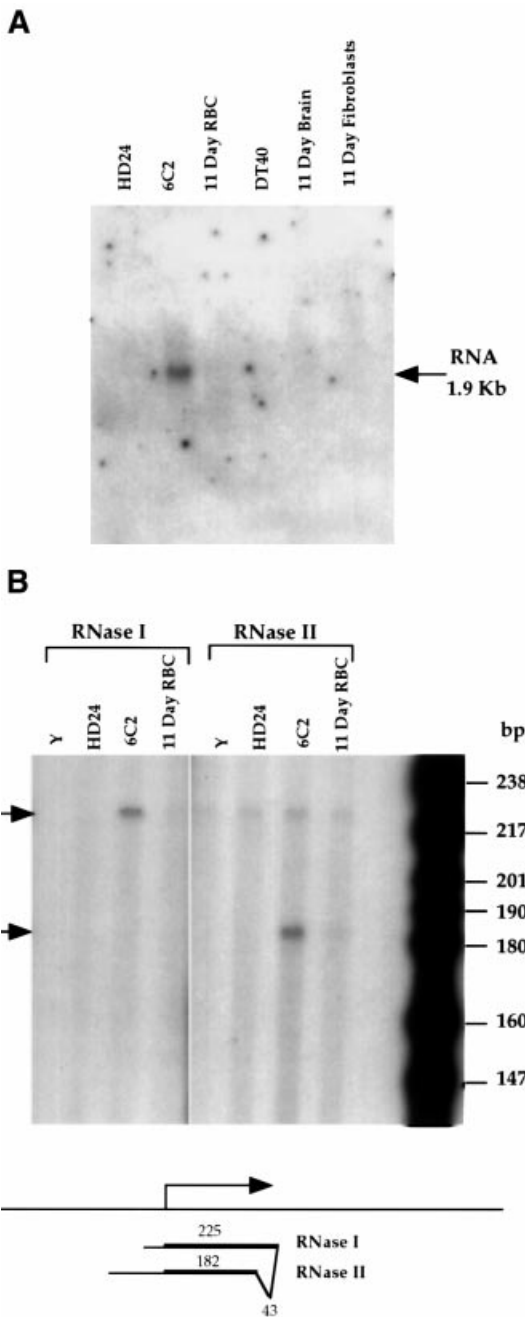 A
HD24
6C2
11 Day RBC
DT40
11 Day Brain
11 Day Fibroblasts
RNA
1.9 Kb
B
RNase I
RNase II
Y
HD24
6C2
11 Day RBC
Y
HD24
6C2
11 Day RBC
bp
238
217
201
190
180
160
147
225
RNase I
182
RNase II
43